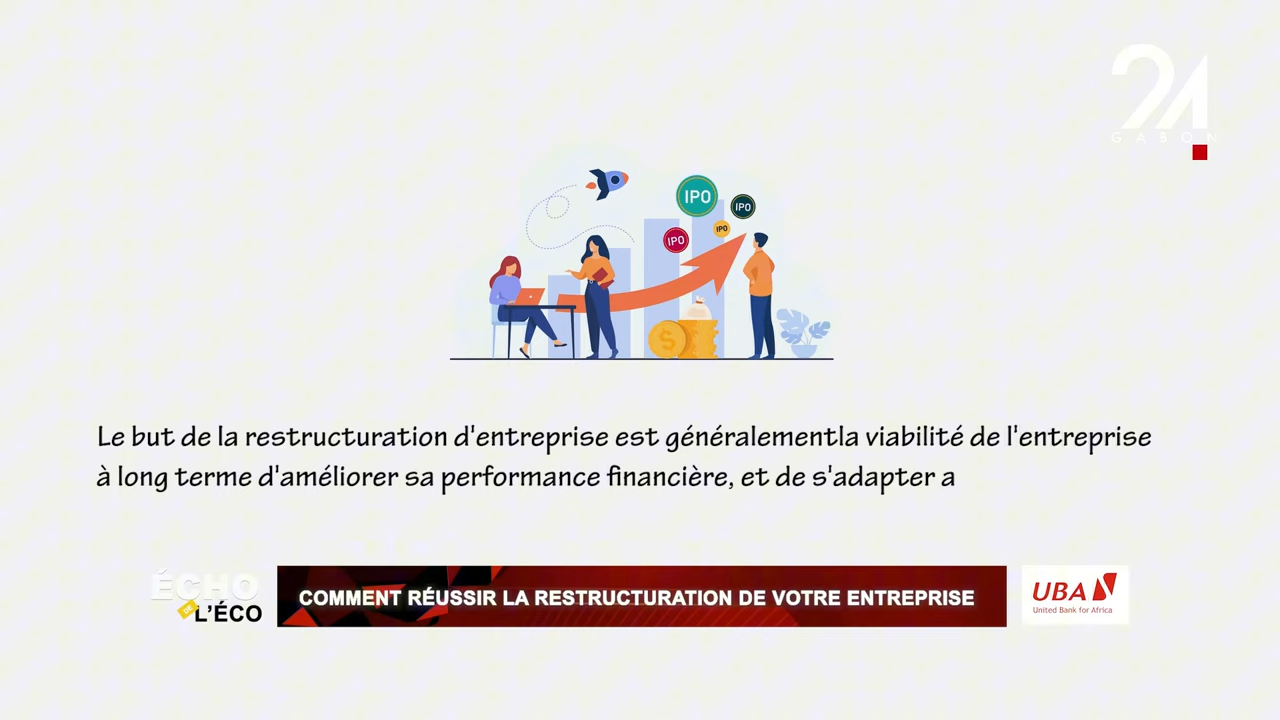 24
GABON
IPO
IPO
IPO
IPO
Le but de la restructuration d'entreprise est généralementla viabilité de l'entreprise
à long terme d'améliorer sa performance financière, et de s'adapter a
ÉCHO
DE
L'ÉCO
COMMENT RÉUSSIR LA RESTRUCTURATION DE VOTRE ENTREPRISE
UBA
United Bank for Africa